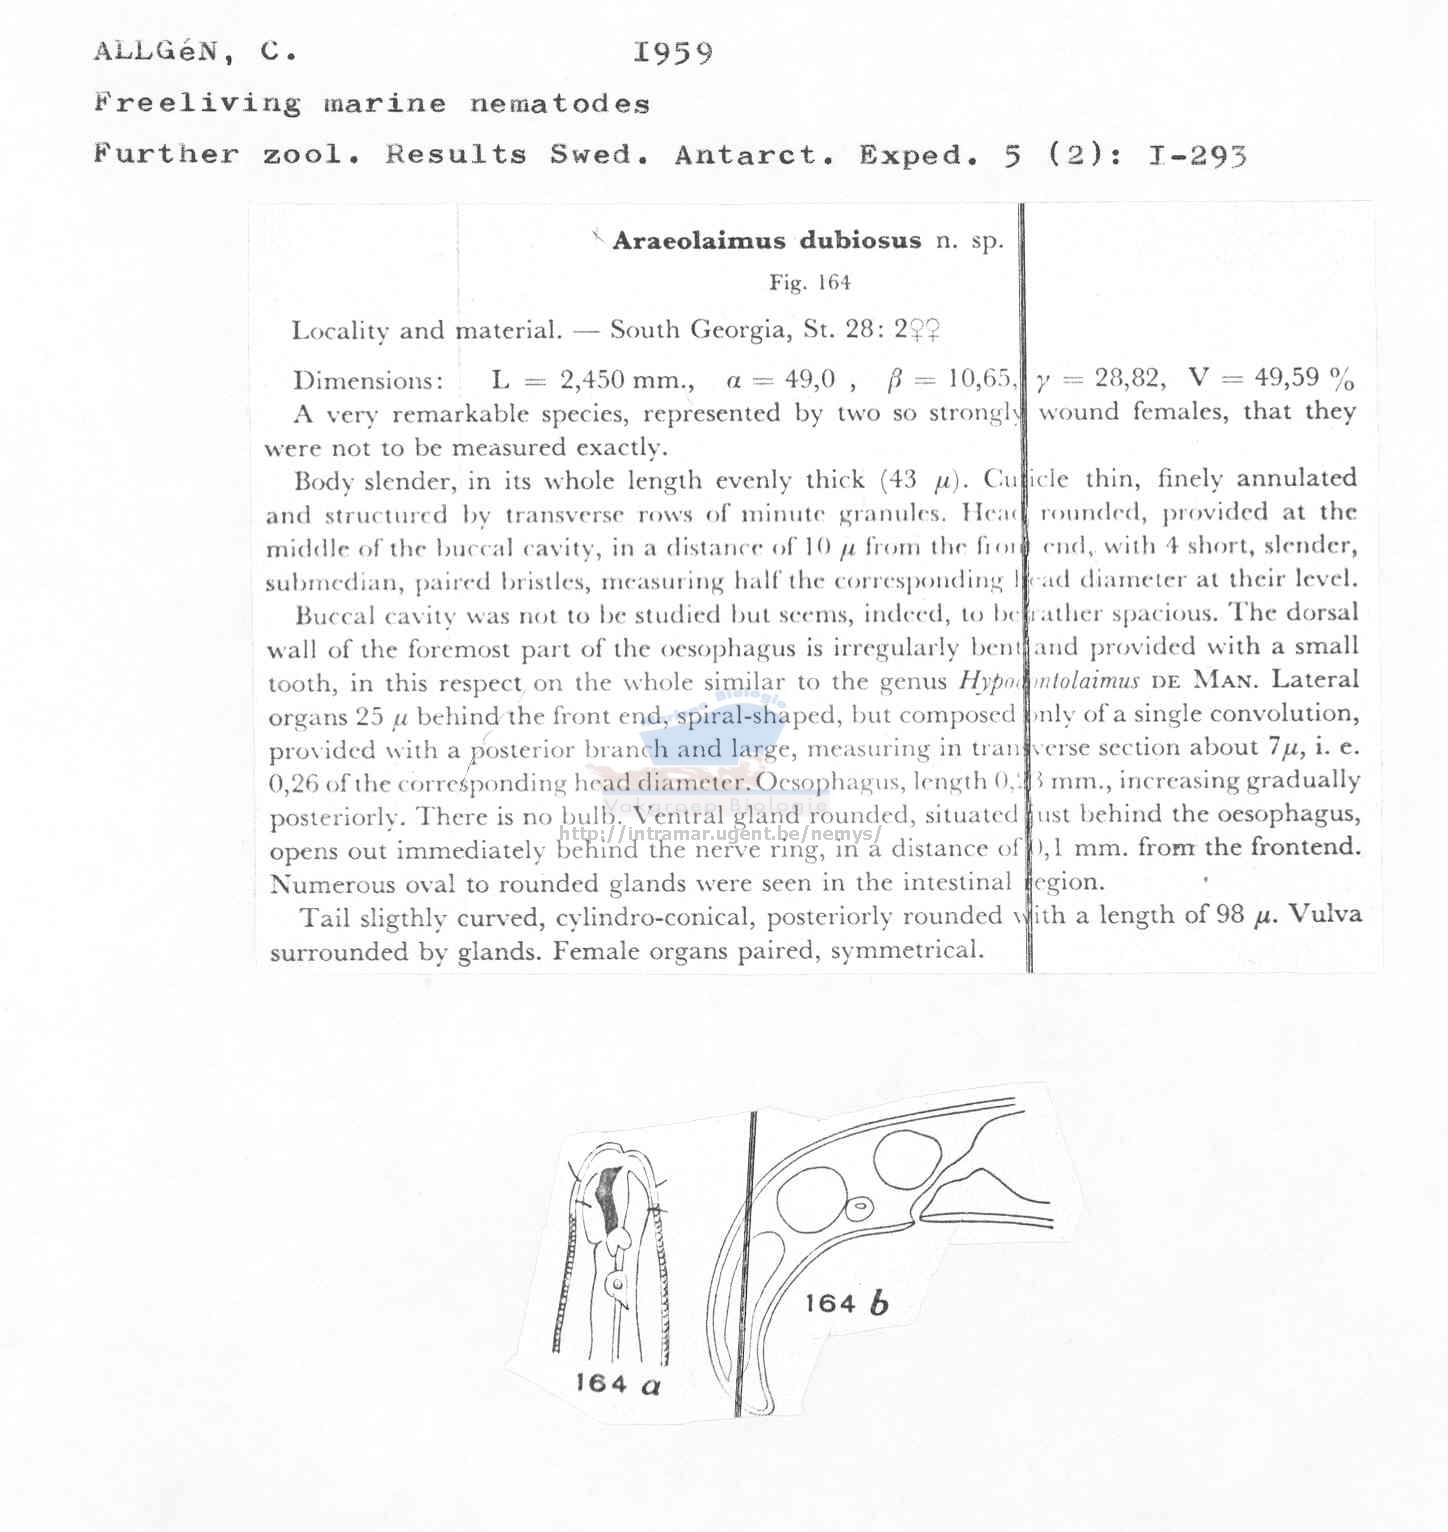 ALLGéN, C. I959
Freeliving marine nematodes
Further zool. Results Swed. Antarct. Exped. 5 (2): I-293
Araeolaimus dubiosus n. sp.
Fig. 164
Locality and material. — South Georgia, St. 28: 2♀♀
Dimensions: L = 2,450 mm., α = 49,0 , β = 10,65, γ = 28,82, V = 49,59 %
A very remarkable species, represented by two so strongly wound females, that they
were not to be measured exactly.
Body slender, in its whole length evenly thick (43 μ). Cuticle thin, finely annulated
and structured by transverse rows of minute granules. Head rounded, provided at the
middle of the buccal cavity, in a distance of 10 μ from the front end, with 4 short, slender,
submedian, paired bristles, measuring half the corresponding head diameter at their level.
Buccal cavity was not to be studied but seems, indeed, to be rather spacious. The dorsal
wall of the foremost part of the oesophagus is irregularly bent and provided with a small
tooth, in this respect on the whole similar to the genus Hypodontolaimus DE MAN. Lateral
organs 25 μ behind the front end, spiral-shaped, but composed only of a single convolution,
provided with a posterior branch and large, measuring in transverse section about 7μ, i. e.
0,26 of the corresponding head diameter. Oesophagus, length mm., increasing gradually
posteriorly. There is no bulb. Ventral gland rounded, situated just behind the oesophagus,
opens out immediately behind the nerve ring, in a distance of 0,1 mm. from the frontend.
Numerous oval to rounded glands were seen in the intestinal region.
Tail sligthly curved, cylindro-conical, posteriorly rounded with a length of 98 μ. Vulva
surrounded by glands. Female organs paired, symmetrical.
Biologie
Vakgroep Biologie
http://intramar.ugent.be/nemys/
164 b
164 a